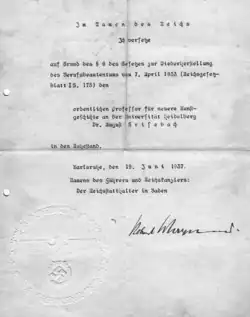 Im Namen des Reichs
Ich versetze
auf Grund des § 6 des Gesetzes zur Wiederherstellung
des Berufsbeamtentums vom 7. April 1933 (Reichsgesetz-
blatt I S. 175) den
ordentlichen Professor für neuere Kunst-
geschichte an der Universität Heidelberg
Dr. August Grisebach
in den Ruhestand.
Karlsruhe, den 15. Juni 1937.
Namens des Führers und Reichskanzlers:
Der Reichsstatthalter in Baden